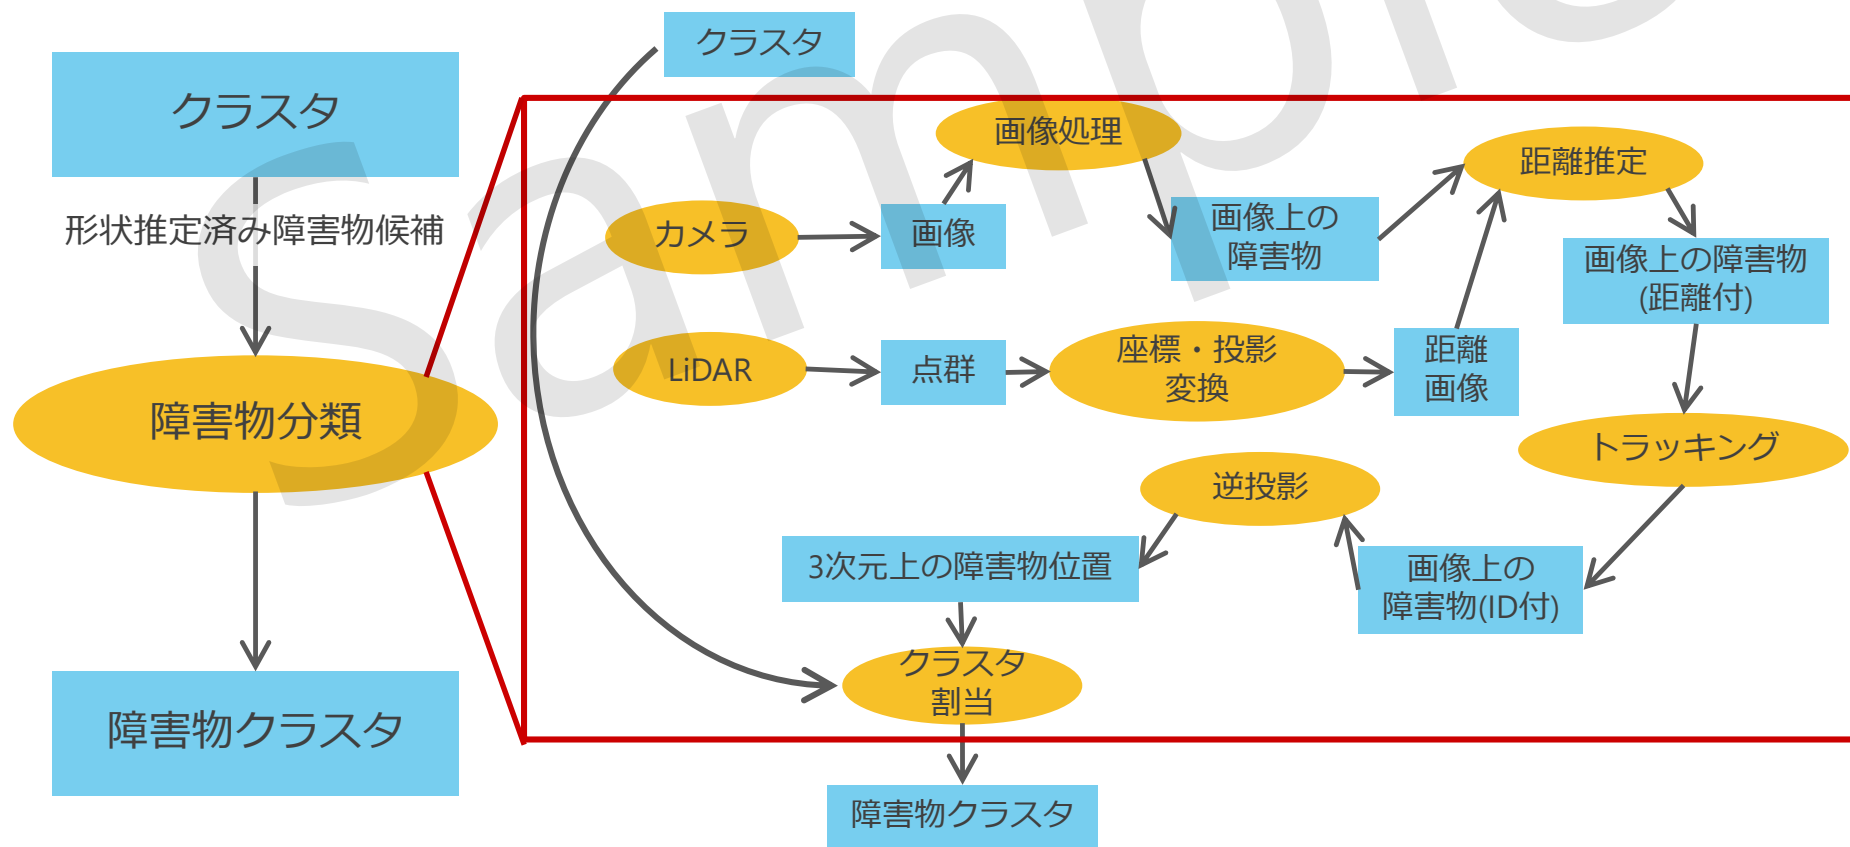 クラスタ
形状推定済み障害物候補
障害物分類
障害物クラスタ
クラスタ
画像処理
距離推定
カメラ
画像
画像上の
障害物
画像上の障害物
(距離付)
LiDAR
点群
座標・投影
変換
距離
画像
トラッキング
逆投影
3次元上の障害物位置
画像上の
障害物(ID付)
クラスタ
割当
障害物クラスタ
Sample